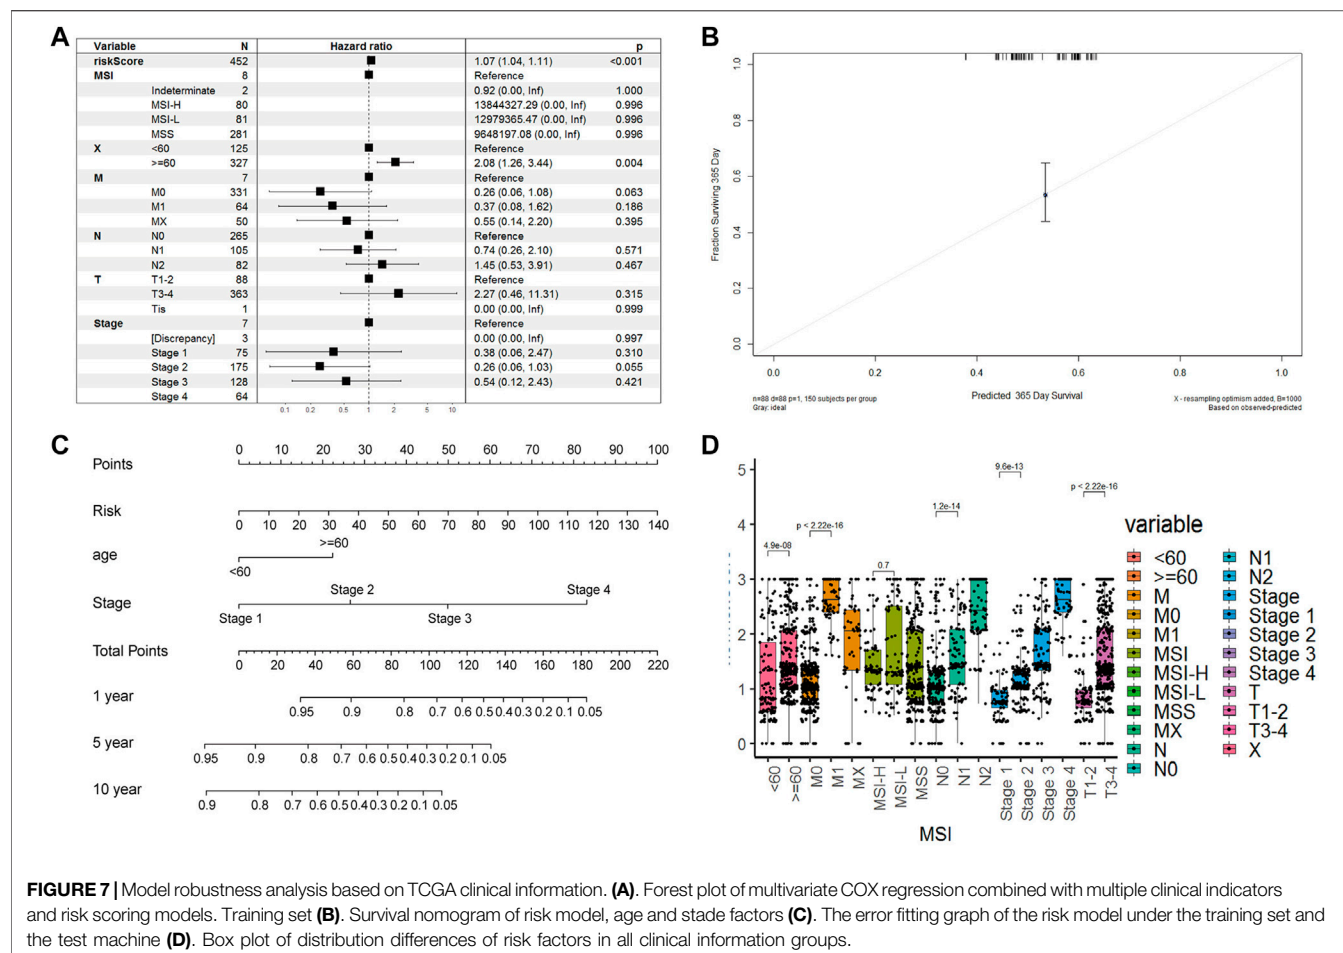 A
Variable N Hazard ratio p
riskScore 452 1.07 (1.04, 1.11) <0.001
MSI 8 Reference
Indeterminate 2 0.92 (0.00, Inf) 1.000
MSI-H 80 13844327.29 (0.00, Inf) 0.996
MSI-L 81 12979365.47 (0.00, Inf) 0.996
MSS 281 9648197.08 (0.00, Inf) 0.996
X <60 125 Reference
>=60 327 2.08 (1.26, 3.44) 0.004
M 7 Reference
M0 331 0.26 (0.06, 1.08) 0.063
M1 64 0.37 (0.08, 1.62) 0.186
MX 50 0.55 (0.14, 2.20) 0.395
N N0 265 Reference
N1 105 0.74 (0.26, 2.10) 0.571
N2 82 1.45 (0.53, 3.91) 0.467
T T1-2 88 Reference
T3-4 363 2.27 (0.46, 11.31) 0.315
Tis 1 0.00 (0.00, Inf) 0.999
Stage 7 Reference
[Discrepancy] 3 0.00 (0.00, Inf) 0.997
Stage 1 75 0.38 (0.06, 2.47) 0.310
Stage 2 175 0.26 (0.06, 1.03) 0.055
Stage 3 128 0.54 (0.12, 2.43) 0.421
Stage 4 64
0.1 0.2 0.5 1 2 5 10
B
1.0
0.8
0.6
0.4
0.2
0.0
Fraction Surviving 365 Day
0.0 0.2 0.4 0.6 0.8 1.0
Predicted 365 Day Survival
n=88 d=88 p=1, 150 subjects per group
Gray: ideal
X - resampling optimism added, B=1000
Based on observed-predicted
C
Points 0 10 20 30 40 50 60 70 80 90 100
Risk 0 10 20 30 40 50 60 70 80 90 100 110 120 130 140
age
>=60
<60
Stage
Stage 2 Stage 4
Stage 1 Stage 3
Total Points 0 20 40 60 80 100 120 140 160 180 200 220
1 year
0.95 0.9 0.8 0.7 0.6 0.5 0.4 0.3 0.2 0.1 0.05
5 year
0.95 0.9 0.8 0.7 0.6 0.5 0.4 0.3 0.2 0.1 0.05
10 year
0.9 0.8 0.7 0.6 0.5 0.4 0.3 0.2 0.1 0.05
D
5
4
3
2
1
0
4.9e-08
p < 2.22e-16
0.7
1.2e-14
9.6e-13
p < 2.22e-16
<60
>=60
M0
M1
MX
MSI-H
MSI-L
MSS
N0
N1
N2
Stage 1
Stage 2
Stage 3
Stage 4
T1-2
T3-4
MSI
variable
<60
>=60
M
M0
M1
MSI
MSI-H
MSI-L
MSS
MX
N
N0
N1
N2
Stage
Stage 1
Stage 2
Stage 3
Stage 4
T
T1-2
T3-4
X
FIGURE 7 | Model robustness analysis based on TCGA clinical information. (A). Forest plot of multivariate COX regression combined with multiple clinical indicators
and risk scoring models. Training set (B). Survival nomogram of risk model, age and stade factors (C). The error fitting graph of the risk model under the training set and
the test machine (D). Box plot of distribution differences of risk factors in all clinical information groups.